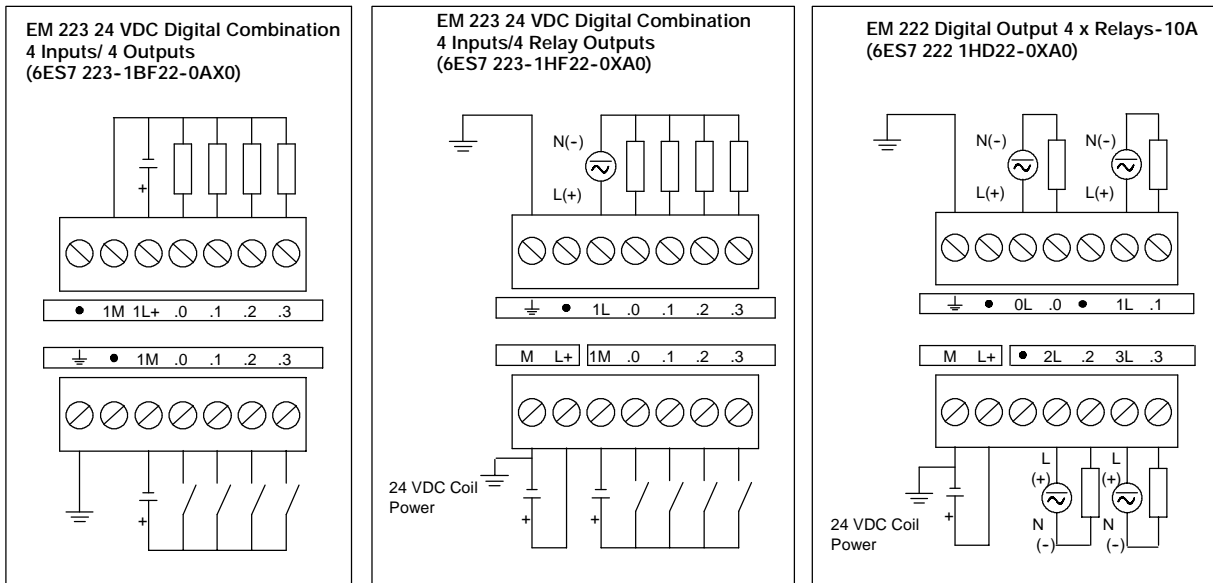 EM 223 24 VDC Digital Combination
4 Inputs/ 4 Outputs
(6ES7 223-1BF22-0AX0)
+
● 1M 1L+ .0 .1 .2 .3
● 1M .0 .1 .2 .3
+
EM 223 24 VDC Digital Combination
4 Inputs/4 Relay Outputs
(6ES7 223-1HF22-0XA0)
N(-)
L(+)
● 1L .0 .1 .2 .3
M L+ 1M .0 .1 .2 .3
24 VDC Coil
Power
+ +
EM 222 Digital Output 4 x Relays-10A
(6ES7 222 1HD22-0XA0)
N(-) N(-)
L(+) L(+)
● 0L .0 ● 1L .1
M L+ ● 2L .2 3L .3
L L
(+) (+)
24 VDC Coil
Power
+
N N
(-) (-)